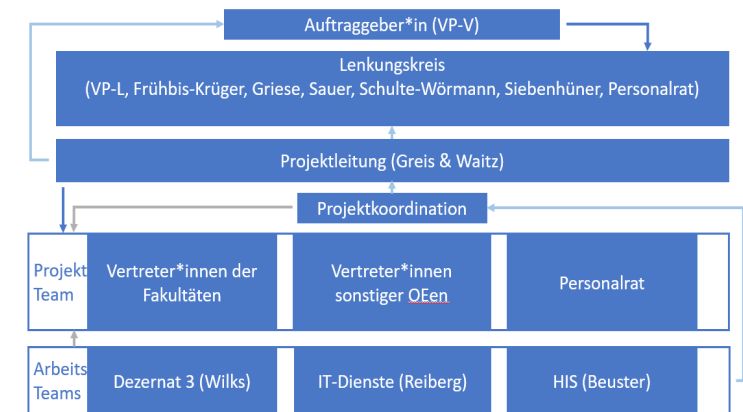 Auftraggeber*in (VP-V)
Lenkungskreis
(VP-L, Frühbis-Krüger, Griese, Sauer, Schulte-Wörmann, Siebenhüner, Personalrat)
Projektleitung (Greis & Waitz)
Projektkoordination
Projekt
Team
Vertreter*innen der
Fakultäten
Vertreter*innen
sonstiger OEen
Personalrat
Arbeits
Teams
Dezernat 3 (Wilks)
IT-Dienste (Reiberg)
HIS (Beuster)